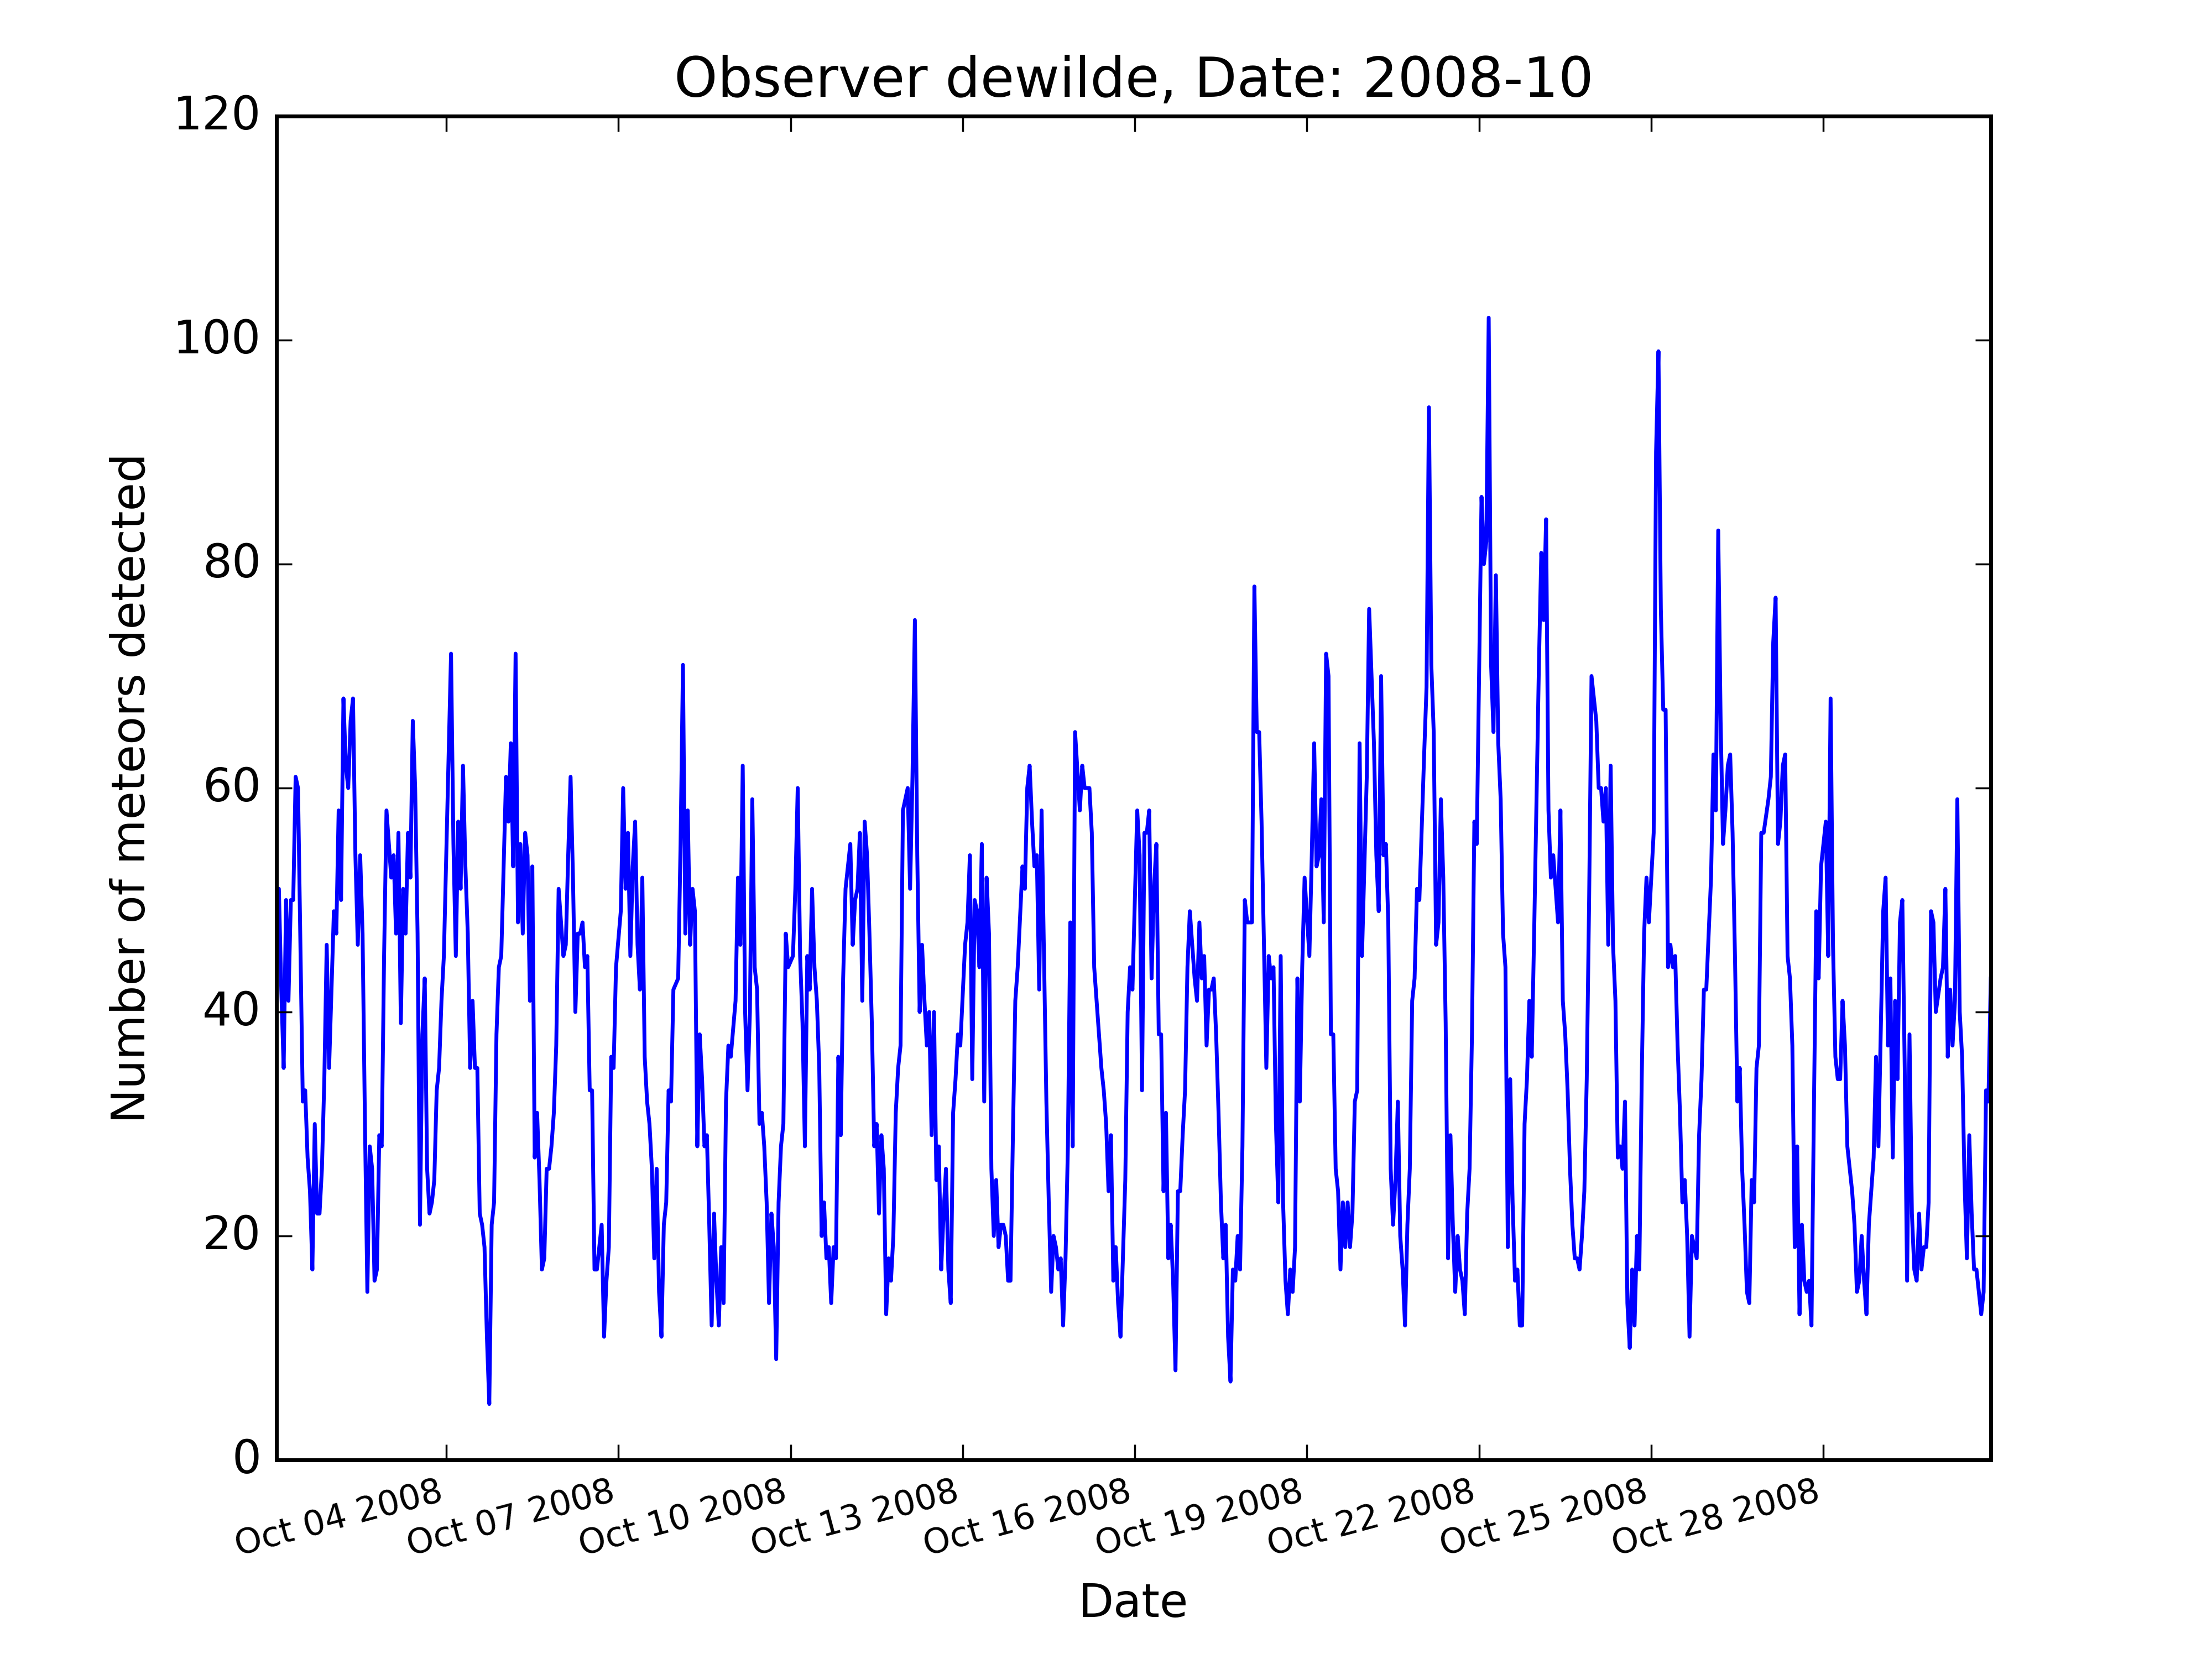 Observer dewilde, Date: 2008-10
120
100
80
60
40
20
0
Number of meteors detected
Oct 04 2008
Oct 07 2008
Oct 10 2008
Oct 13 2008
Oct 16 2008
Oct 19 2008
Oct 22 2008
Oct 25 2008
Oct 28 2008
Date